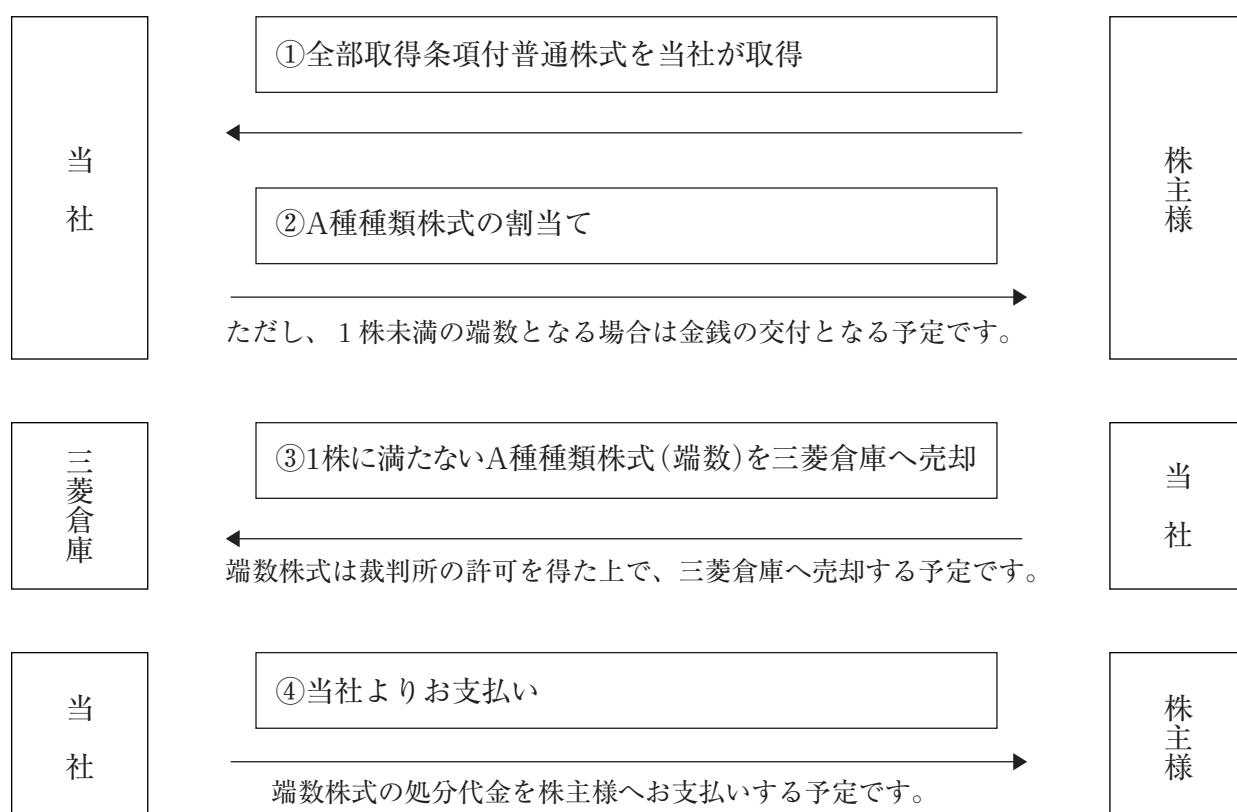 当社
①全部取得条項付普通株式を当社が取得
株主様
②A種種類株式の割当て
ただし、１株未満の端数となる場合は金銭の交付となる予定です。
三菱倉庫
③1株に満たないA種種類株式（端数）を三菱倉庫へ売却
当社
端数株式は裁判所の許可を得た上で、三菱倉庫へ売却する予定です。
当社
④当社よりお支払い
株主様
端数株式の処分代金を株主様へお支払いする予定です。